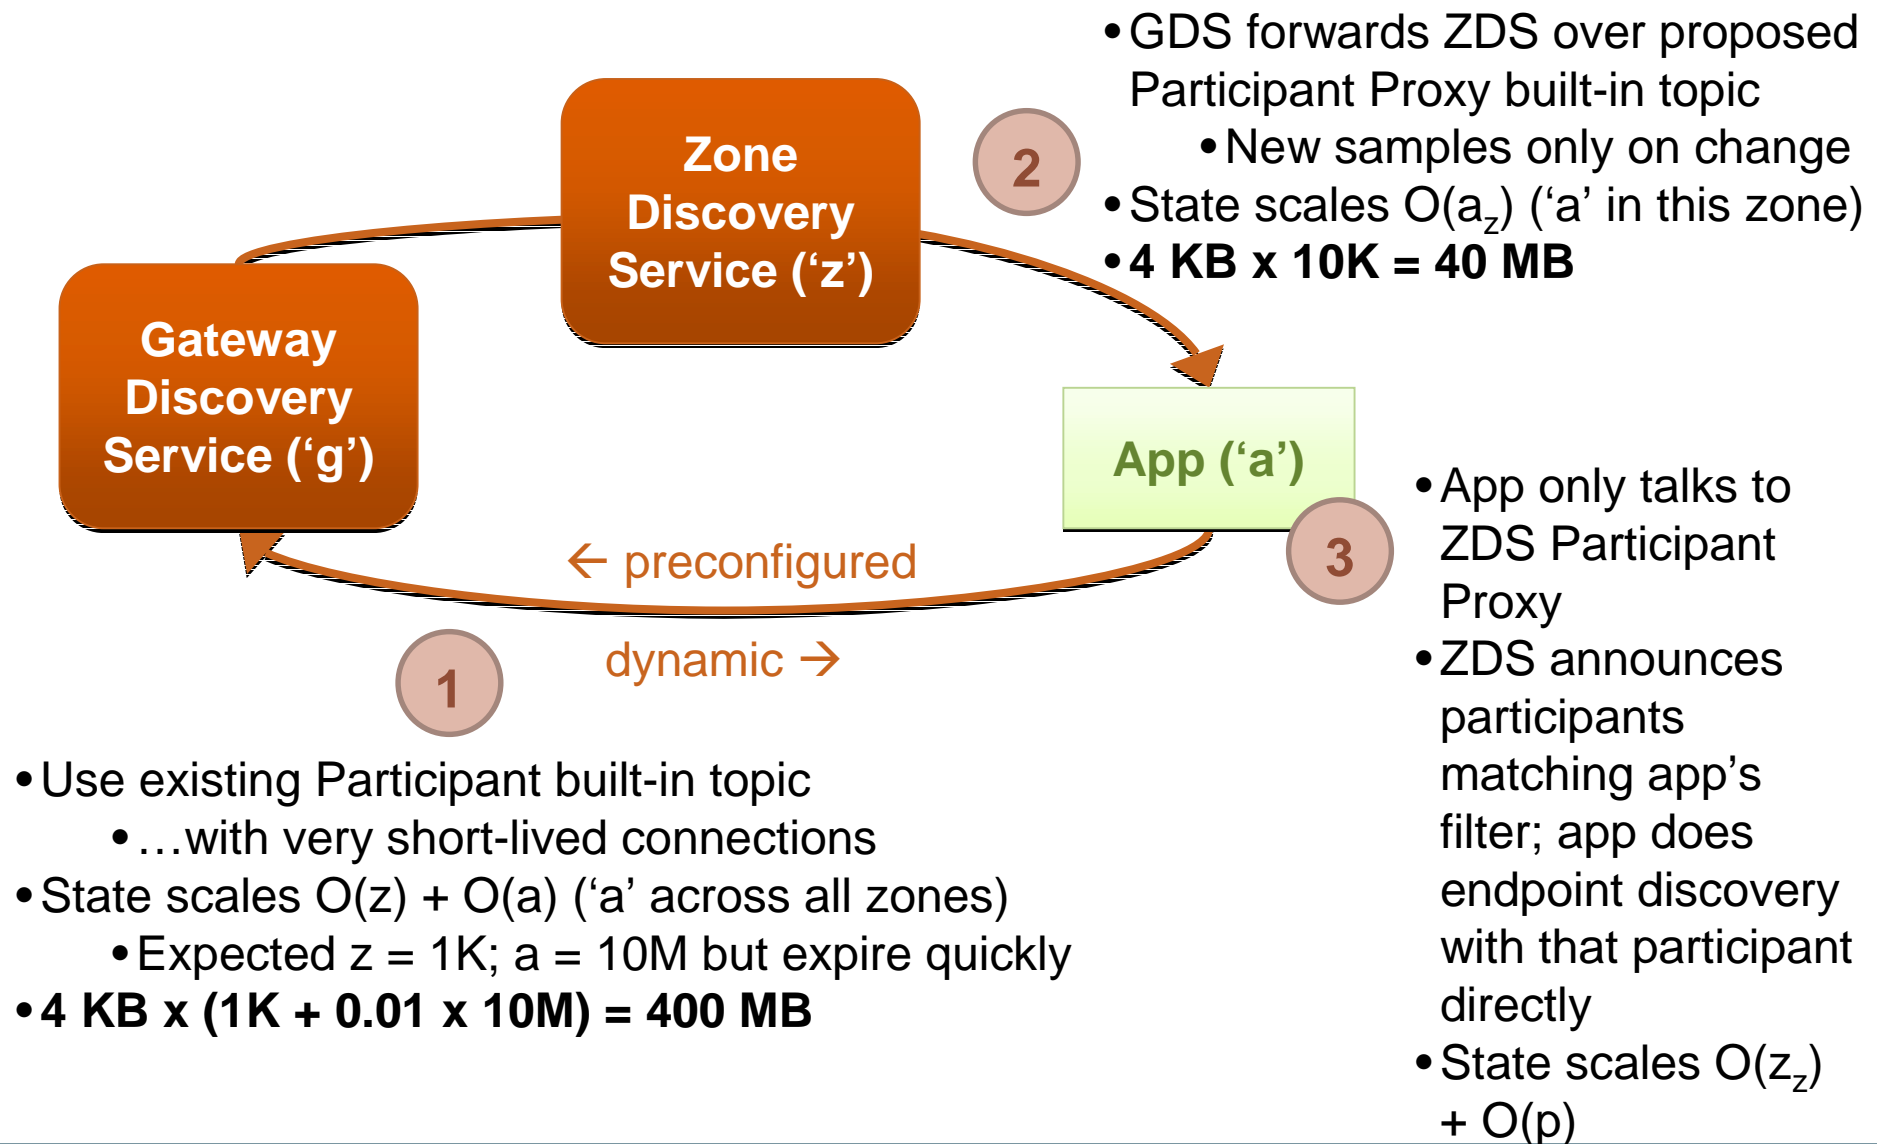 •GDS forwards ZDS over proposed
Participant Proxy built-in topic
•New samples only on change
•State scales O(a_z) (‘a’ in this zone)
•4 KB x 10K = 40 MB
2
Zone
Discovery
Service (‘z’)
Gateway
Discovery
Service (‘g’)
App (‘a’)
3
← preconfigured
dynamic →
1
•App only talks to
ZDS Participant
Proxy
•ZDS announces
participants
matching app’s
filter; app does
endpoint discovery
with that participant
directly
•State scales O(z_z)
+ O(p)
•Use existing Participant built-in topic
•…with very short-lived connections
•State scales O(z) + O(a) (‘a’ across all zones)
•Expected z = 1K; a = 10M but expire quickly
•4 KB x (1K + 0.01 x 10M) = 400 MB